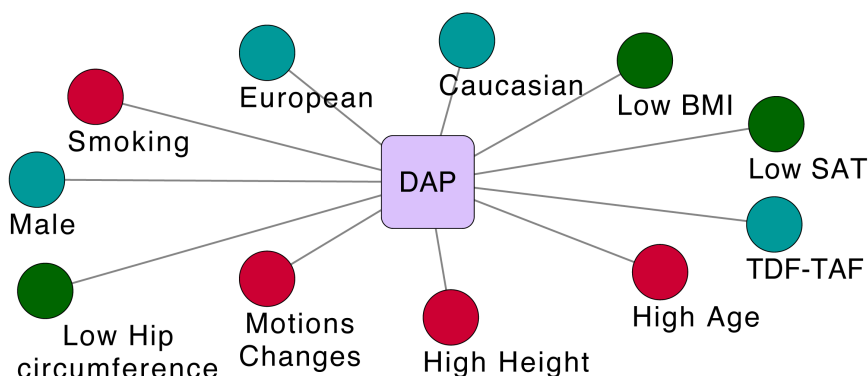 European
Caucasian
Low BMI
Smoking
Low SAT
DAP
Male
TDF-TAF
Low Hip
circumference
Motions
Changes
High Height
High Age